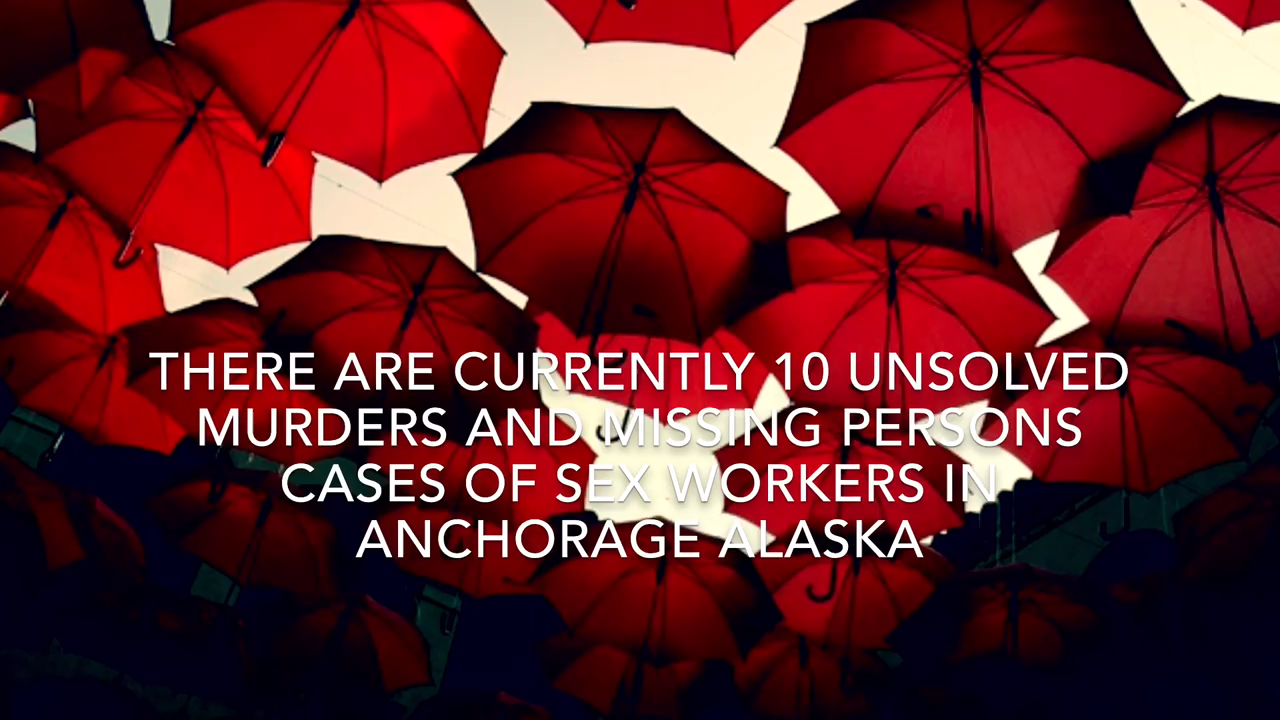 THERE ARE CURRENTLY 10 UNSOLVED
MURDERS AND MISSING PERSONS
CASES OF SEX WORKERS IN
ANCHORAGE ALASKA